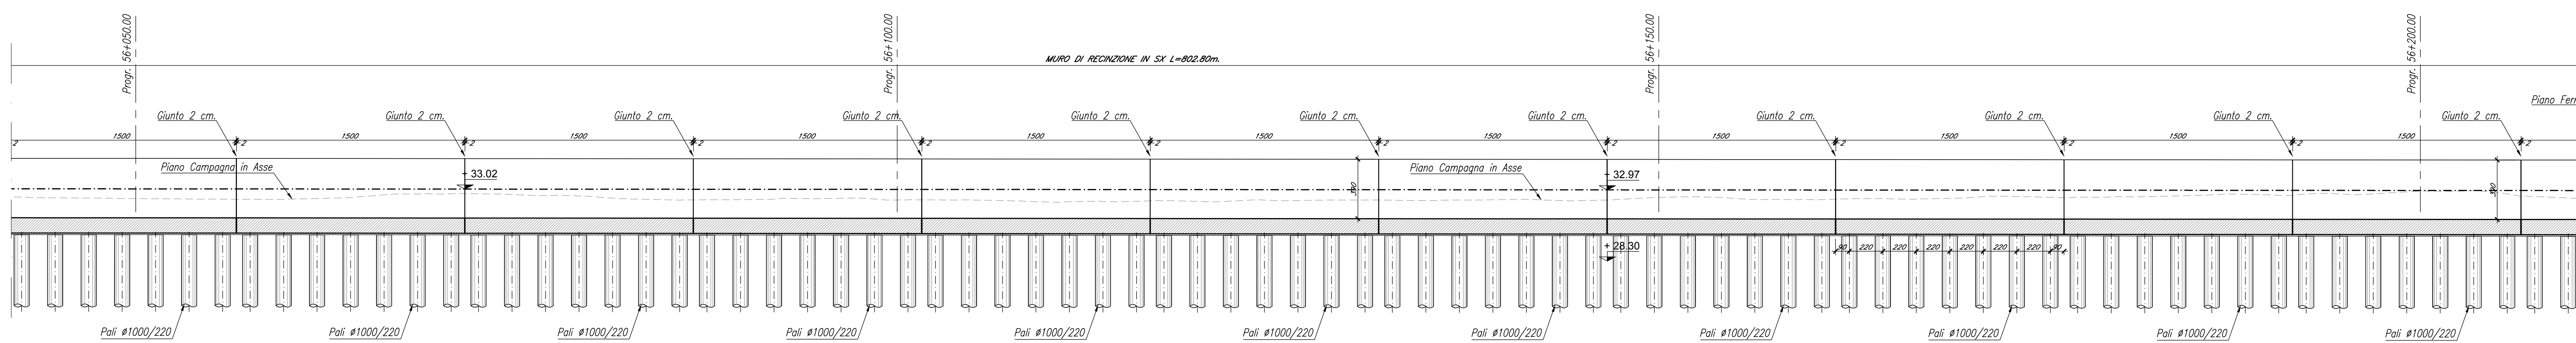 Progr. 56+050.00
Progr. 56+100.00
Progr. 56+150.00
Progr. 56+200.00
MURO DI RECINZIONE IN SX L=802.80m.
Piano Ferr
Giunto 2 cm.
Giunto 2 cm.
Giunto 2 cm.
Giunto 2 cm.
Giunto 2 cm.
Giunto 2 cm.
Giunto 2 cm.
Giunto 2 cm.
Giunto 2 cm.
Giunto 2 cm.
Giunto 2 cm.
2 1500 2 1500 2 1500 2 1500 2 1500 2 1500 2 1500 2 1500 2 1500 2 1500 2 1500 2
Piano Campagna in Asse
+ 33.02
390
Piano Campagna in Asse
+ 32.97
390
+ 28.30
90 220 220 220 220 220 220 90
Pali ø1000/220
Pali ø1000/220
Pali ø1000/220
Pali ø1000/220
Pali ø1000/220
Pali ø1000/220
Pali ø1000/220
Pali ø1000/220
Pali ø1000/220
Pali ø1000/220
Pali ø1000/220